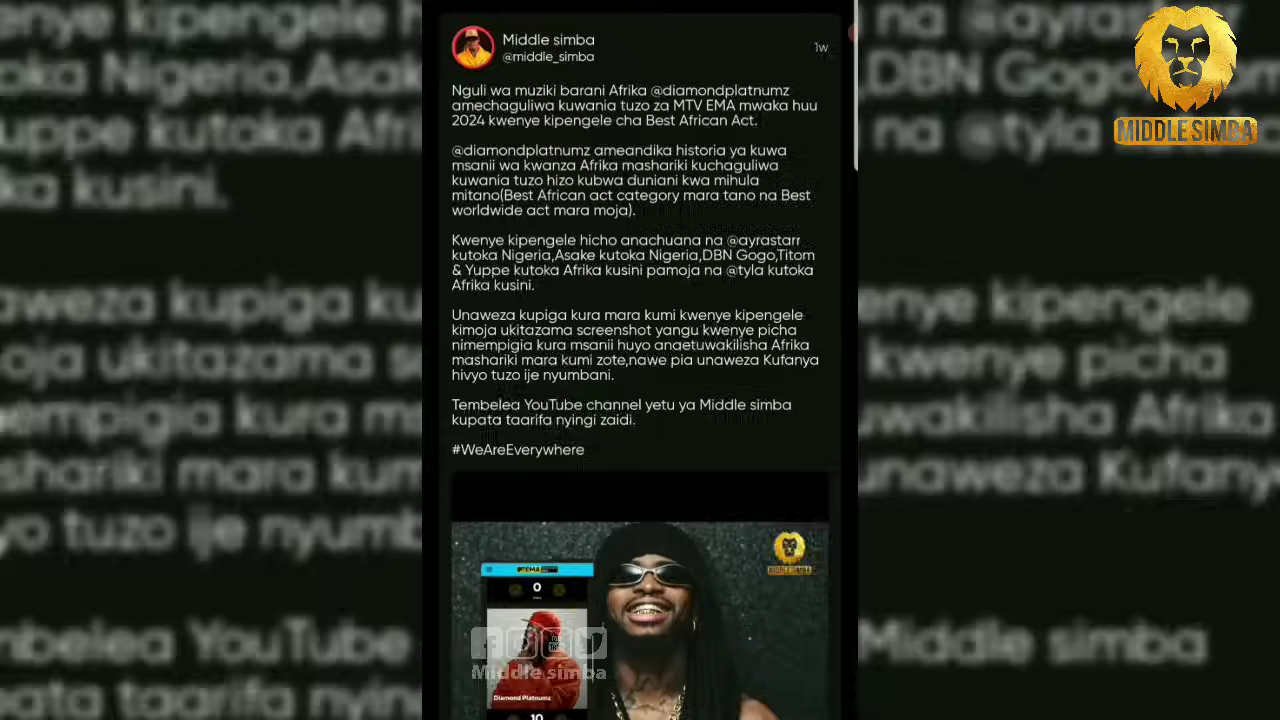 Middle simba
@middle_simba
1w
Nguli wa muziki barani Afrika @diamondplatnumz
amechaguliwa kuwania tuzo za MTV EMA mwaka huu
2024 kwenye kipengele cha Best African Act.
@diamondplatnumz ameandika historia ya kuwa
msanii wa kwanza Afrika mashariki kuchaguliwa
kuwania tuzo hizo kubwa duniani kwa mihula
mitano(Best African act category mara tano na Best
worldwide act mara moja).
Kwenye kipengele hicho anachuana na @ayrastarr
kutoka Nigeria,Asake kutoka Nigeria,DBN Gogo,Titom
& Yuppe kutoka Afrika kusini pamoja na @tyla kutoka
Afrika kusini.
Unaweza kupiga kura mara kumi kwenye kipengele
kimoja ukitazama screenshot yangu kwenye picha
nimempigia kura msanii huyo anaetuwakilisha Afrika
mashariki mara kumi zote,nawe pia unaweza Kufanya
hivyo tuzo ije nyumbani.
Tembelea YouTube channel yetu ya Middle simba
kupata taarifa nyingi zaidi.
#WeAreEverywhere
MIDDLE SIMBA
MIDDLE SIMBA
EMA
0
Middle simba
Diamond Platnumz
10